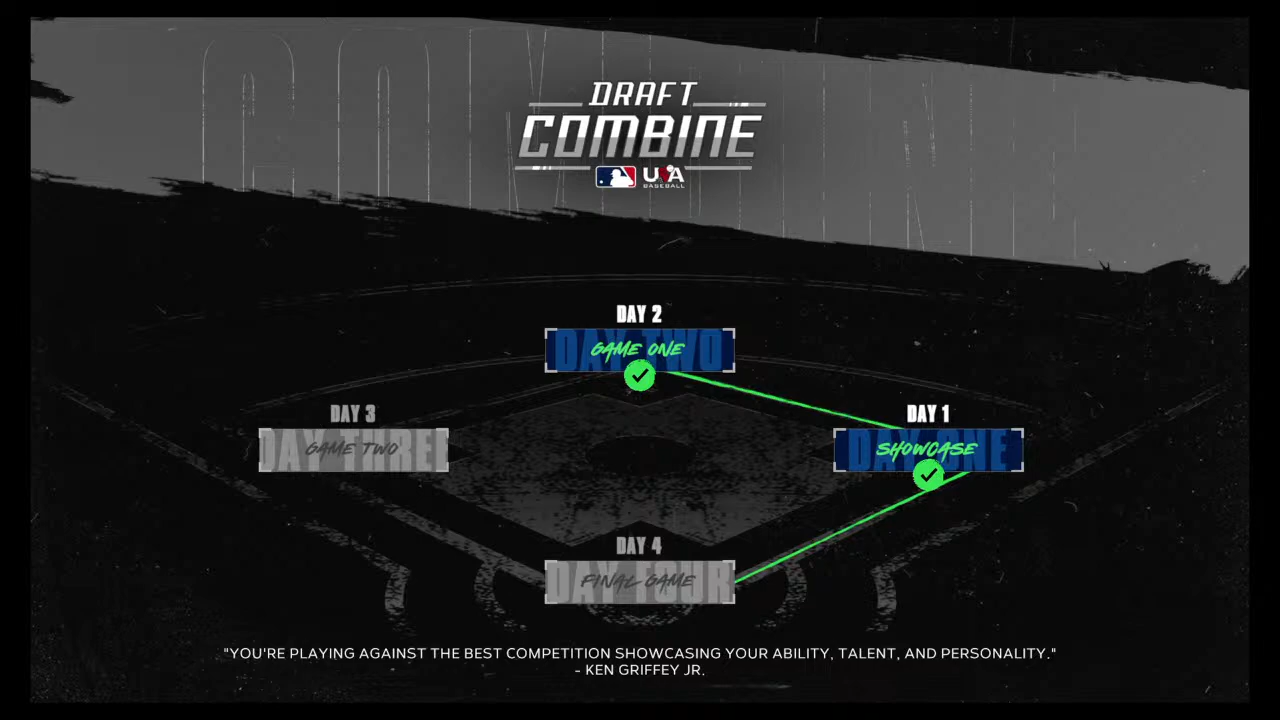 DRAFT
COMBINE
USA
BASEBALL
DAY 2
DAY TWO
GAME ONE
DAY 3
DAY THREE
GAME TWO
DAY 1
DAY ONE
SHOWCASE
DAY 4
DAY FOUR
FINAL GAME
"YOU'RE PLAYING AGAINST THE BEST COMPETITION SHOWCASING YOUR ABILITY, TALENT, AND PERSONALITY."
- KEN GRIFFEY JR.